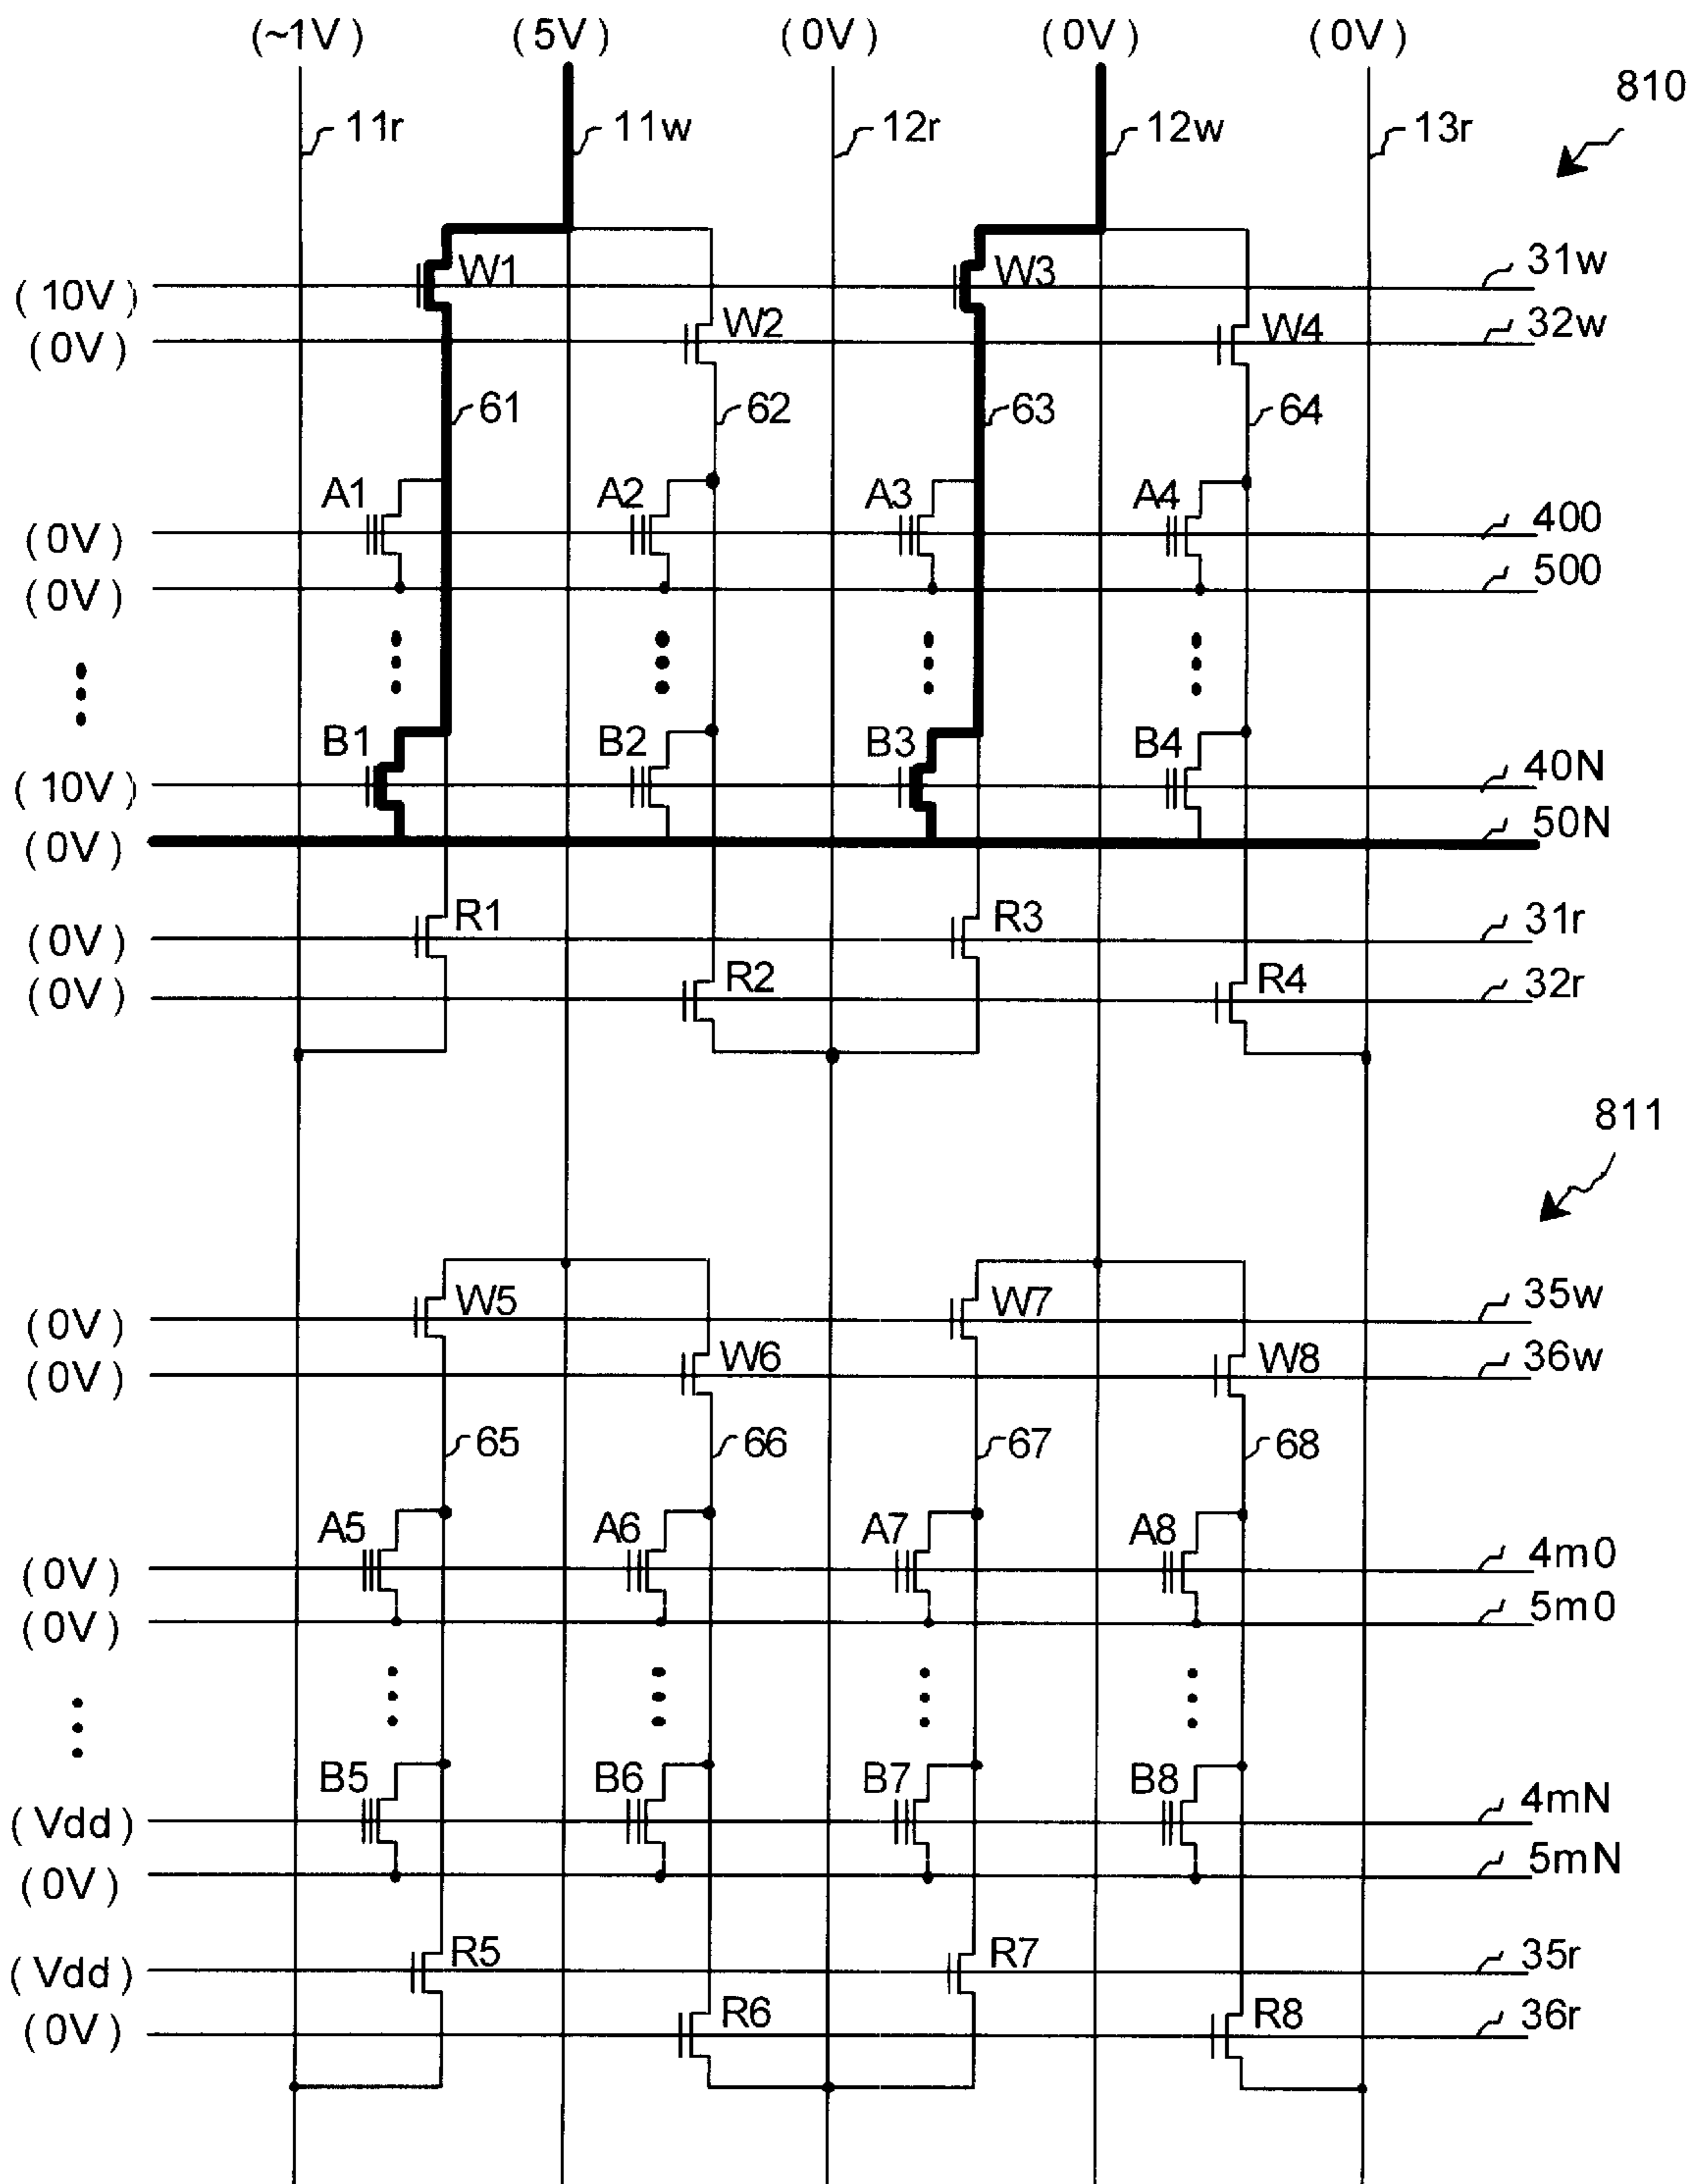 (~1V) (5V) (0V) (0V) (0V)
810
11r 11w 12r 12w 13r
(10V) W1 W3 31w
(0V) W2 W4 32w
61 62 63 64
A1 A2 A3 A4
(0V) 400
(0V) 500
B1 B2 B3 B4
(10V) 40N
(0V) 50N
(0V) R1 R3 31r
(0V) R2 R4 32r
811
(0V) W5 W7 35w
(0V) W6 W8 36w
65 66 67 68
A5 A6 A7 A8
(0V) 4m0
(0V) 5m0
B5 B6 B7 B8
(Vdd) 4mN
(0V) 5mN
(Vdd) R5 R7 35r
(0V) R6 R8 36r